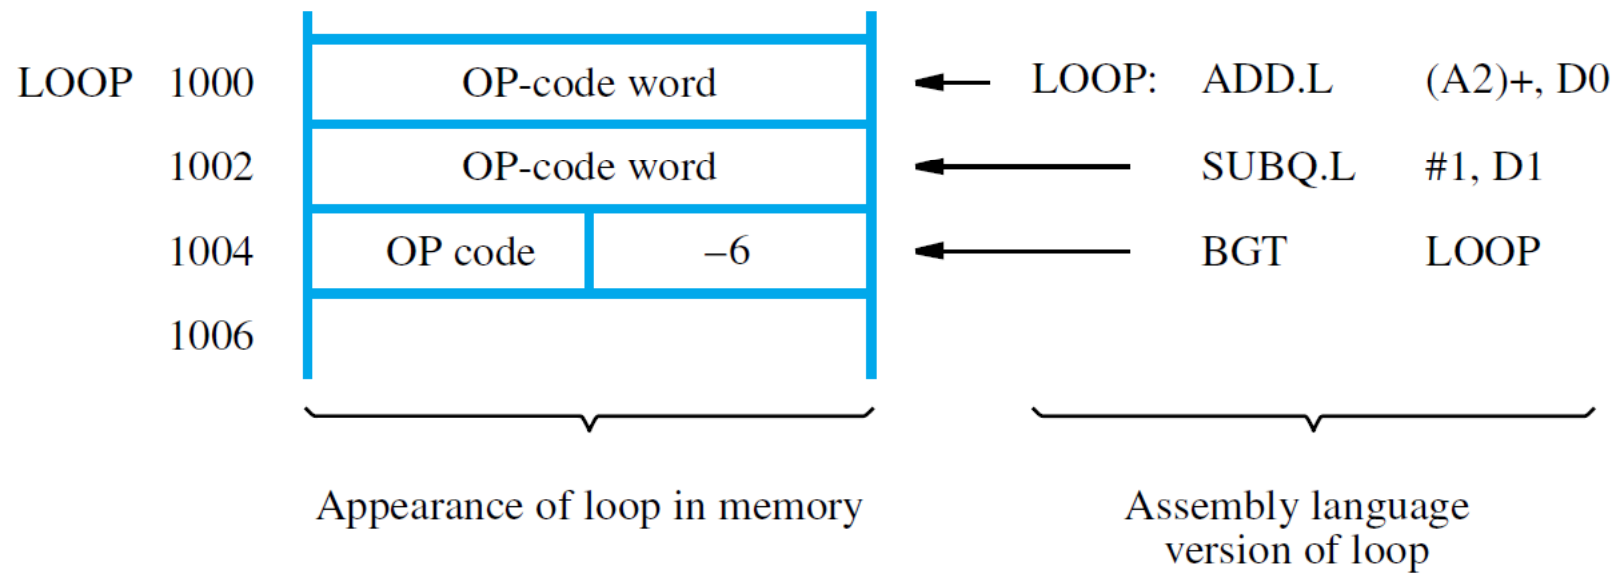 LOOP 1000 OP-code word LOOP: ADD.L (A2)+, D0
1002 OP-code word SUBQ.L #1, D1
1004 OP code –6 BGT LOOP
1006
Appearance of loop in memory
Assembly language
version of loop